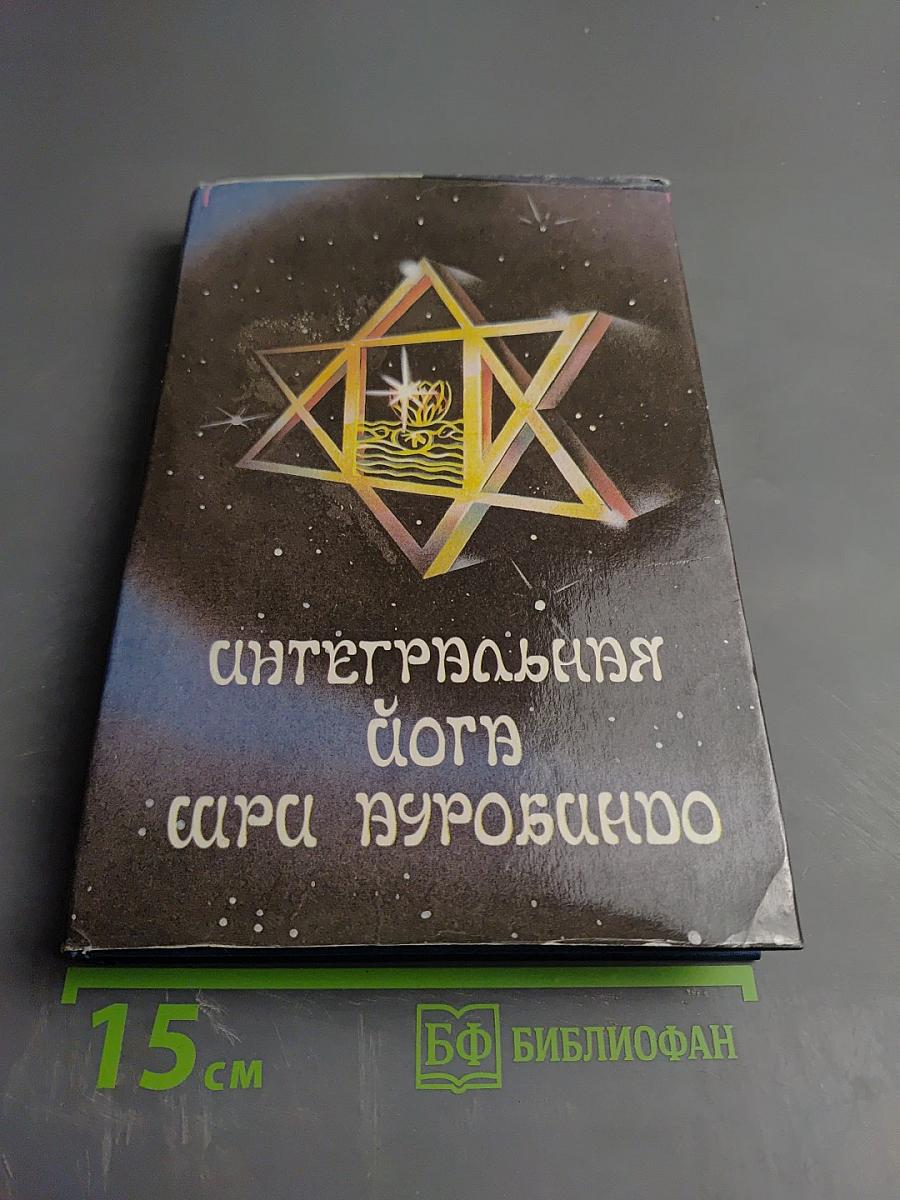 ИНТЕГРАЛЬНАЯ
ЙОГА
ШРИ АУРОБИНДО
15 см
БФ БИБЛИОФАН